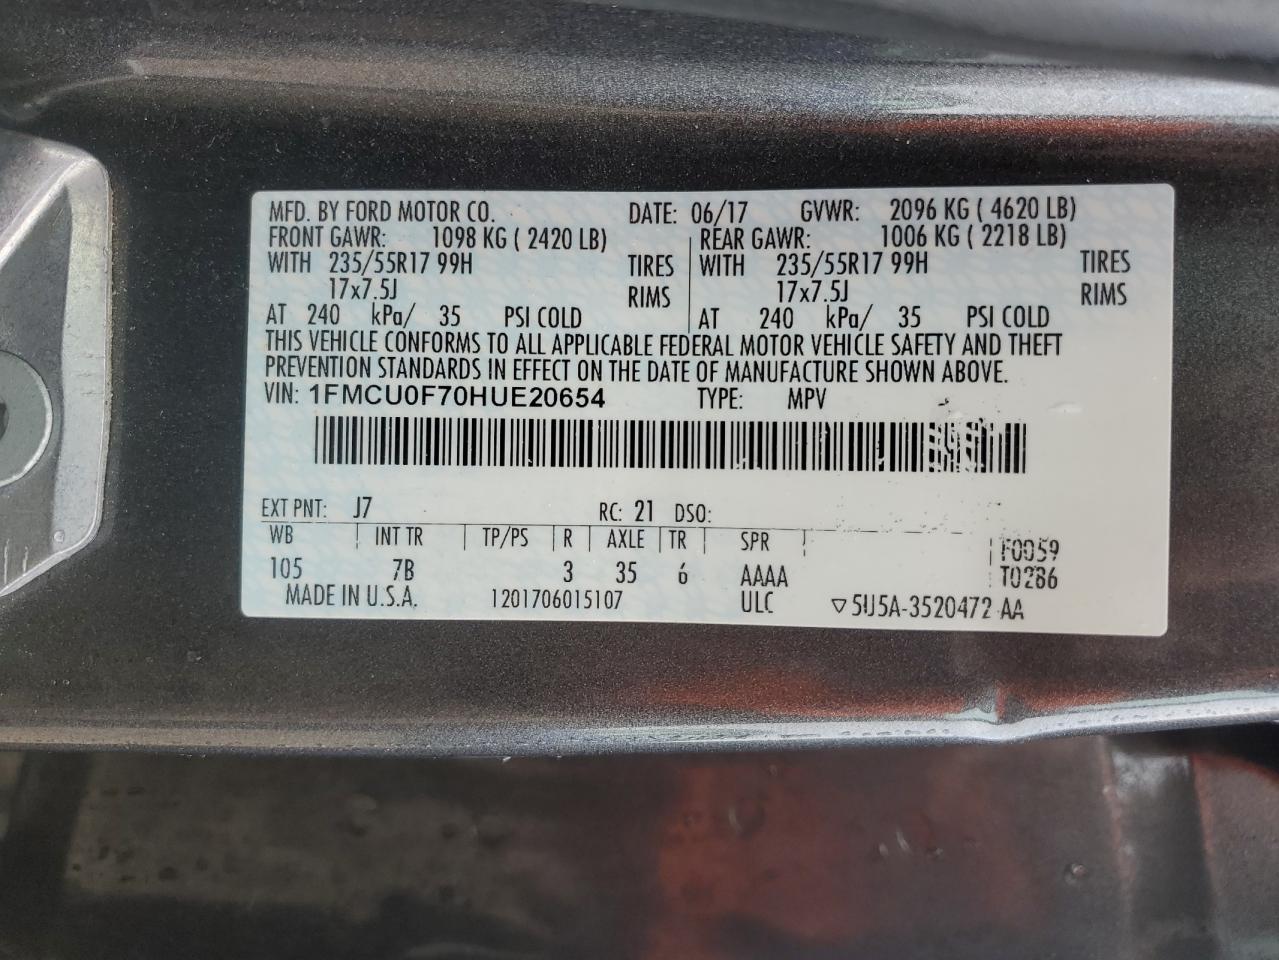 MFD. BY FORD MOTOR CO. DATE: 06/17 GVWR: 2096 KG ( 4620 LB)
FRONT GAWR: 1098 KG ( 2420 LB) REAR GAWR: 1006 KG ( 2218 LB)
WITH 235/55R17 99H TIRES WITH 235/55R17 99H TIRES
17x7.5J RIMS 17x7.5J RIMS
AT 240 kPa/ 35 PSI COLD AT 240 kPa/ 35 PSI COLD
THIS VEHICLE CONFORMS TO ALL APPLICABLE FEDERAL MOTOR VEHICLE SAFETY AND THEFT
PREVENTION STANDARDS IN EFFECT ON THE DATE OF MANUFACTURE SHOWN ABOVE.
VIN: 1FMCU0F70HUE20654 TYPE: MPV
EXT PNT: J7 RC: 21 DSO:
WB INT TR TP/PS R AXLE TR SPR F0059
105 7B 3 35 6 AAAA T0286
MADE IN U.S.A. 1201706015107 ULC ▽5U5A-3520472 AA